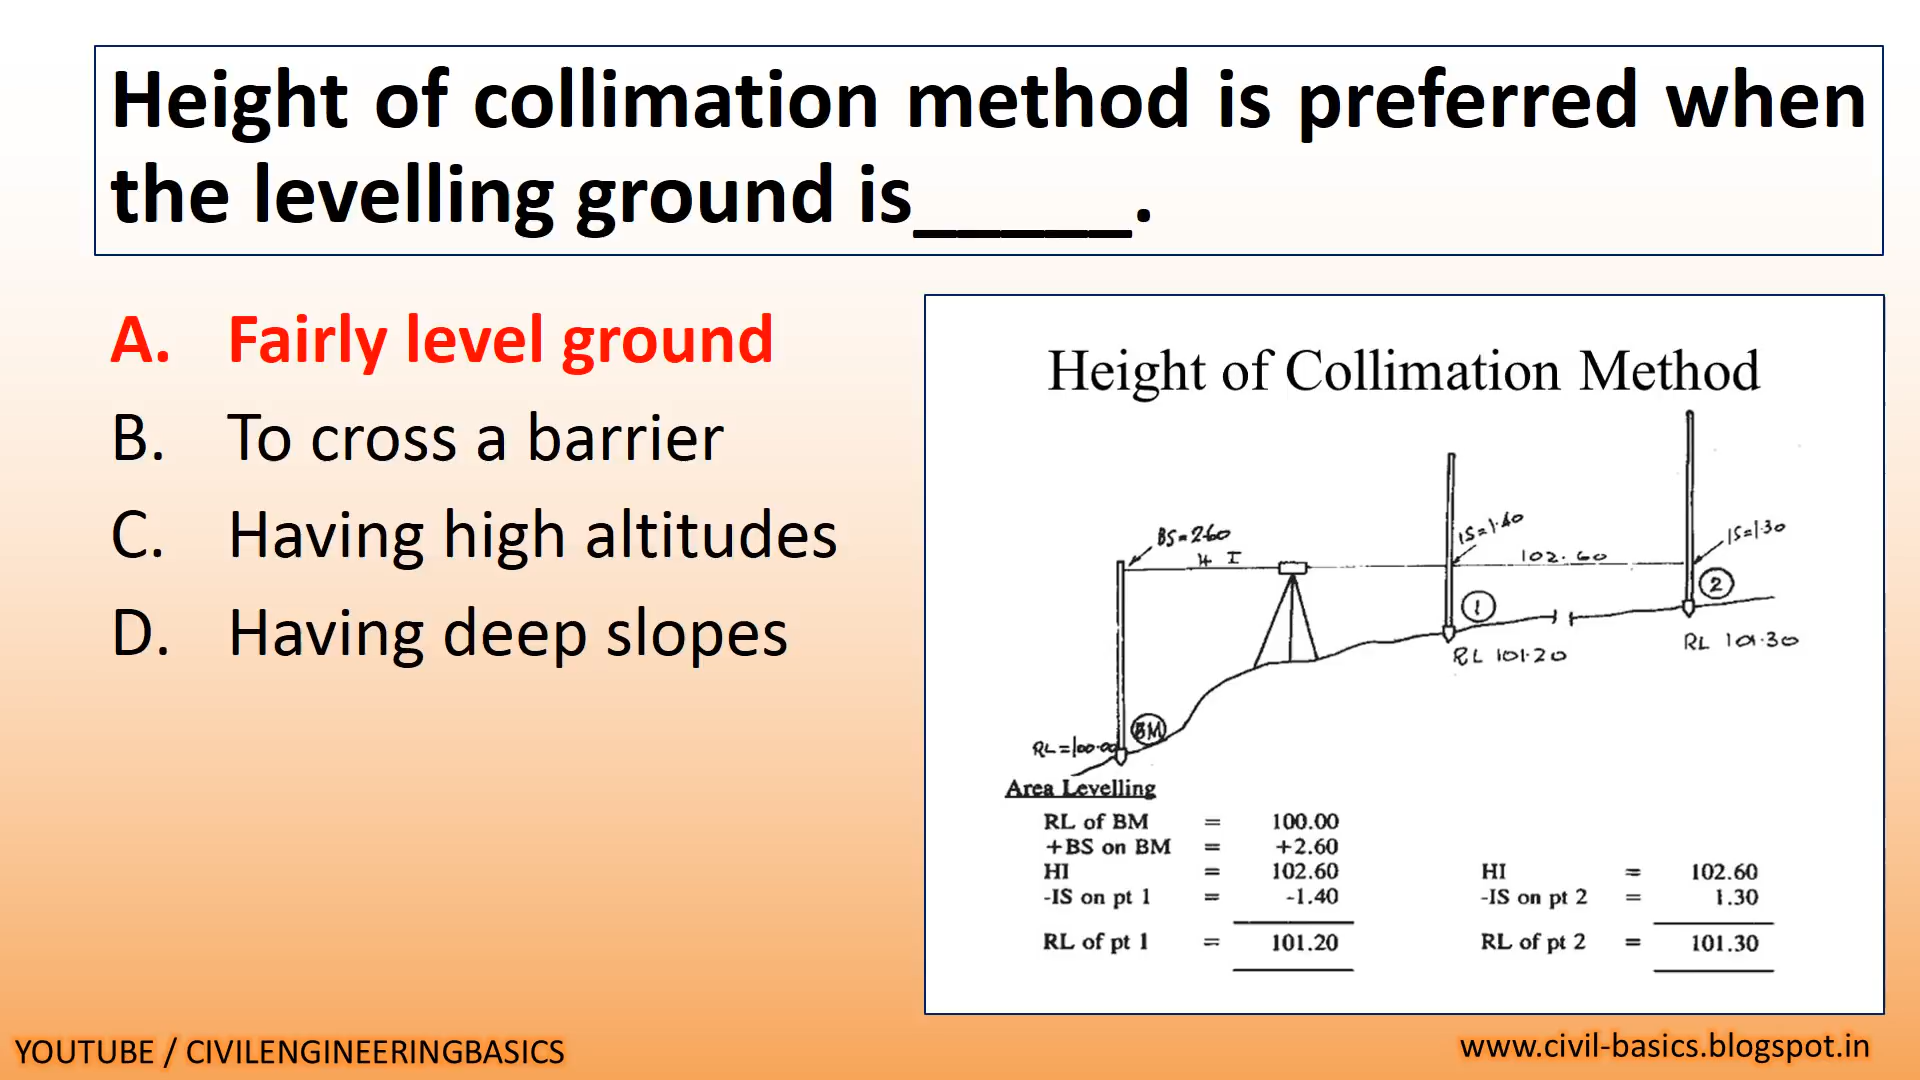 Height of collimation method is preferred when
the levelling ground is_____.
A. Fairly level ground
B. To cross a barrier
C. Having high altitudes
D. Having deep slopes
Height of Collimation Method
BS=2.60
H I
IS=1.40
102.60
IS=1.30
1
2
RL 101.20
RL 101.30
BM
RL=100.00
Area Levelling
RL of BM = 100.00
+BS on BM = +2.60
HI = 102.60 HI = 102.60
-IS on pt 1 = -1.40 -IS on pt 2 = 1.30
RL of pt 1 = 101.20 RL of pt 2 = 101.30
YOUTUBE / CIVILENGINEERINGBASICS
www.civil-basics.blogspot.in